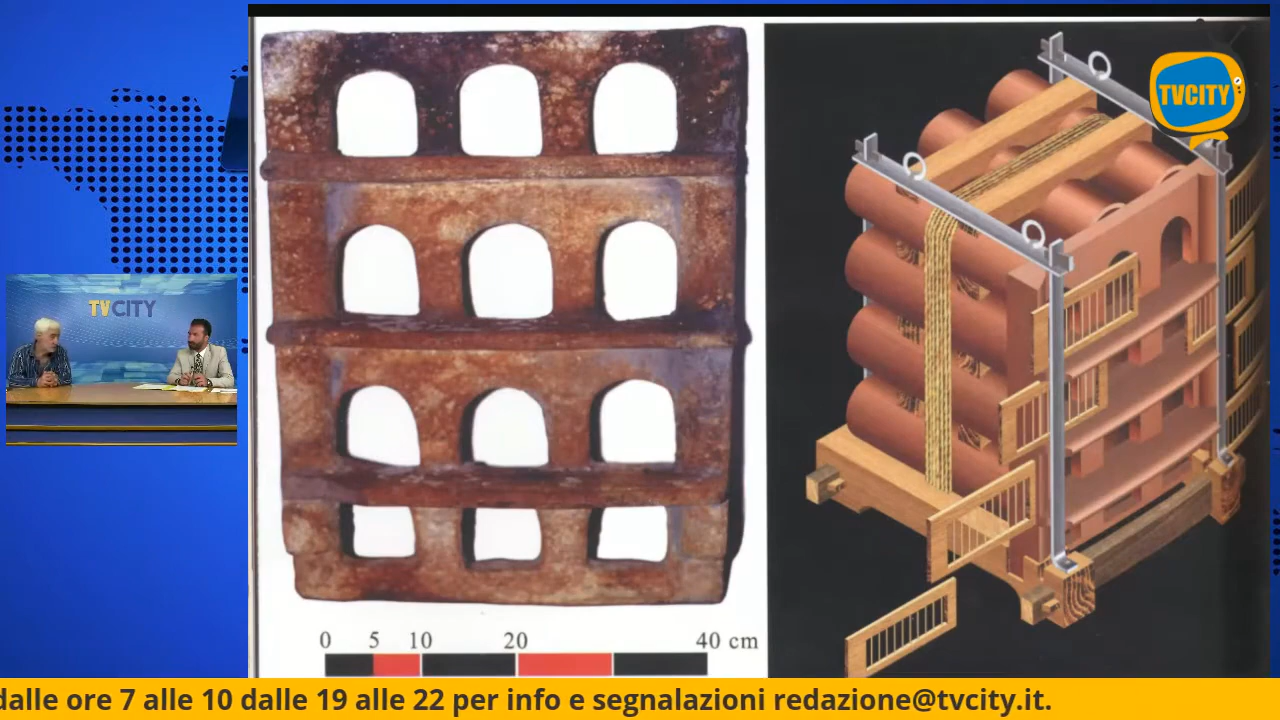 TVCITY
TVCITY
0 5 10 20 40 cm
dalle ore 7 alle 10 dalle 19 alle 22 per info e segnalazioni redazione@tvcity.it.